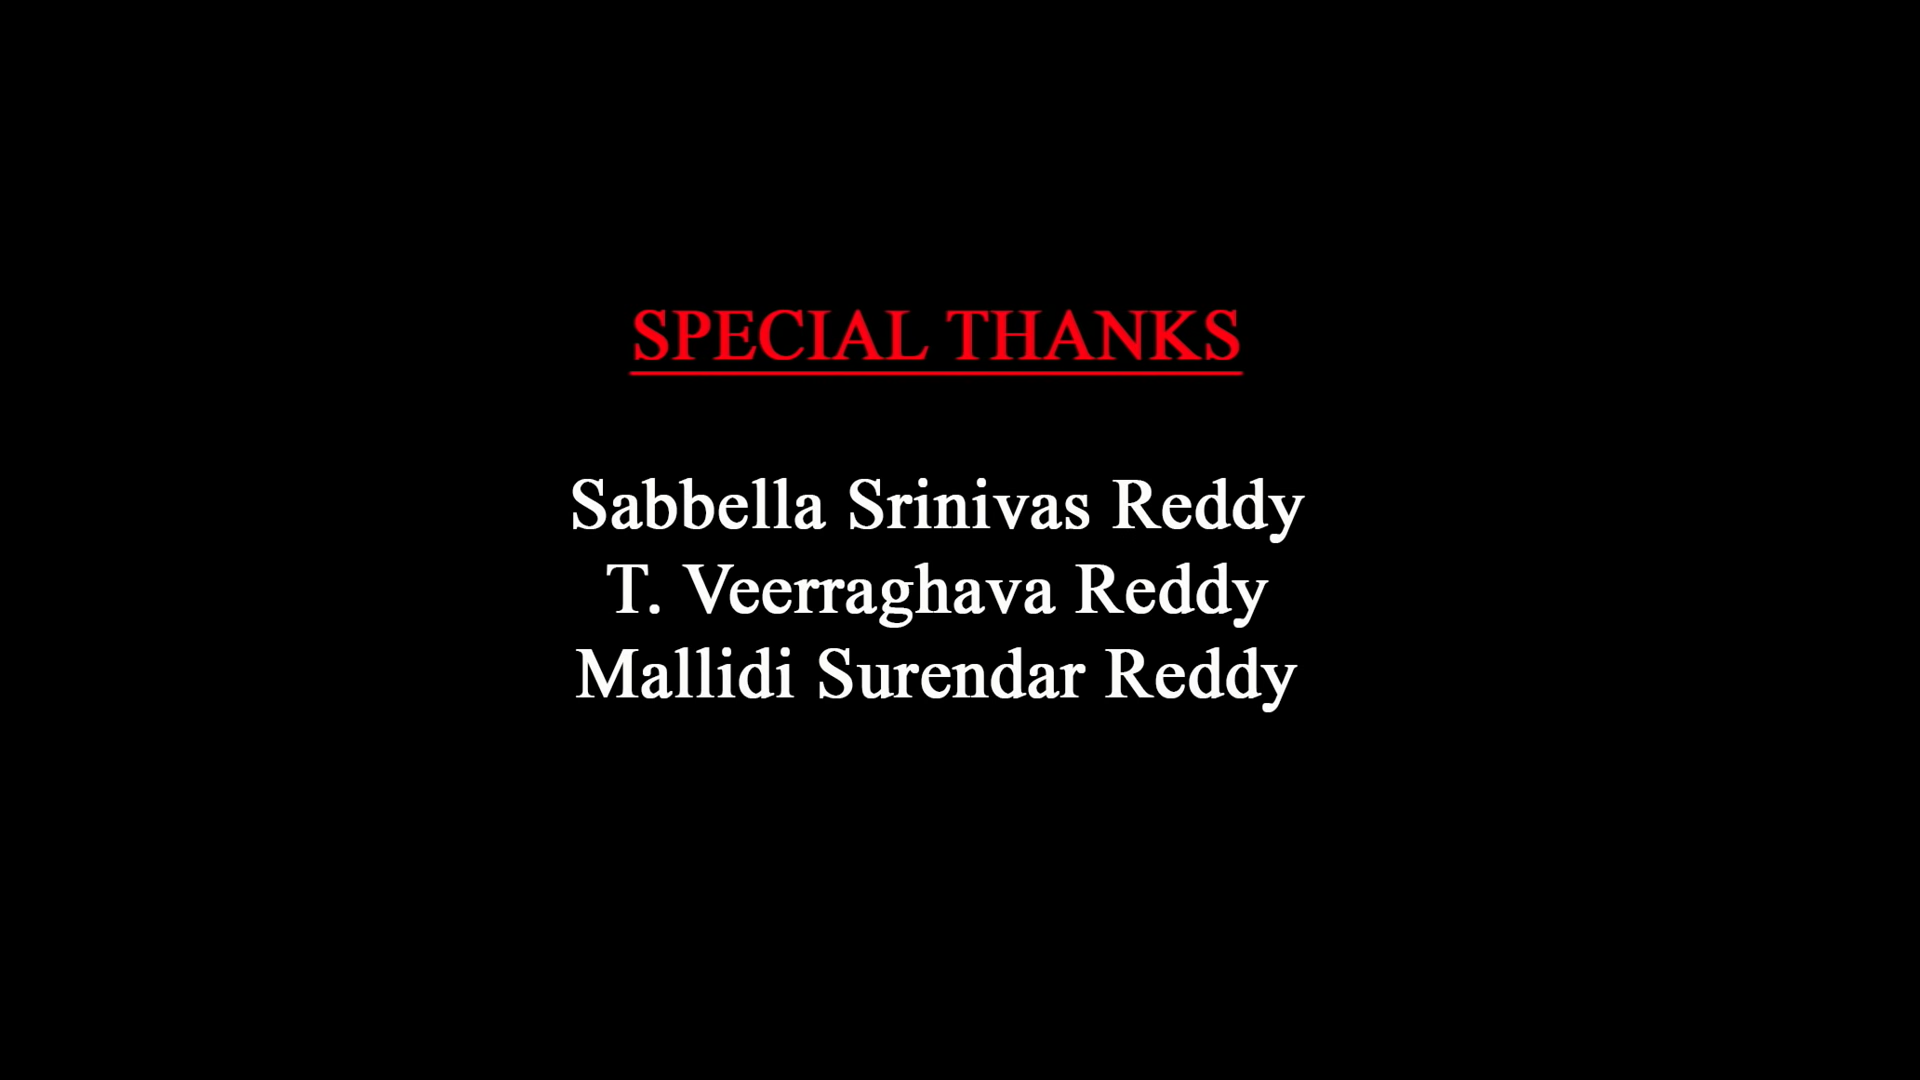 SPECIAL THANKS
Sabbella Srinivas Reddy
T. Veerraghava Reddy
Mallidi Surendar Reddy